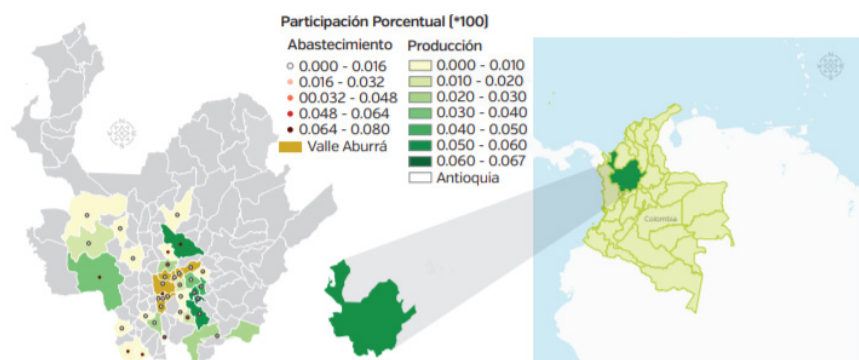 Participación Porcentual (*100)
Abastecimiento Producción
0.000 - 0.016 0.000 - 0.010
0.016 - 0.032 0.010 - 0.020
00.032 - 0.048 0.020 - 0.030
0.048 - 0.064 0.030 - 0.040
0.064 - 0.080 0.040 - 0.050
Valle Aburrá 0.050 - 0.060
0.060 - 0.067
Antioquia
Colombia